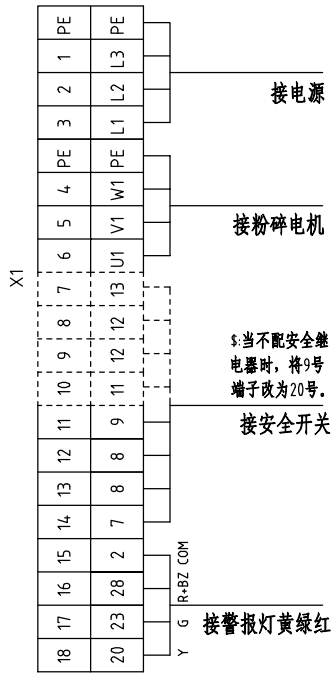 X1
PE PE
1 L3
2 L2
3 L1
接电源
PE PE
4 W1
5 V1
6 U1
接粉碎电机
7 13
8 12
9 12
10 11
11 9
12 8
13 8
14 7
$:当不配安全继
电器时，将9号
端子改为20号。
接安全开关
15 2 COM
16 28 R+BZ
17 23 G
18 20 Y
接警报灯黄绿红